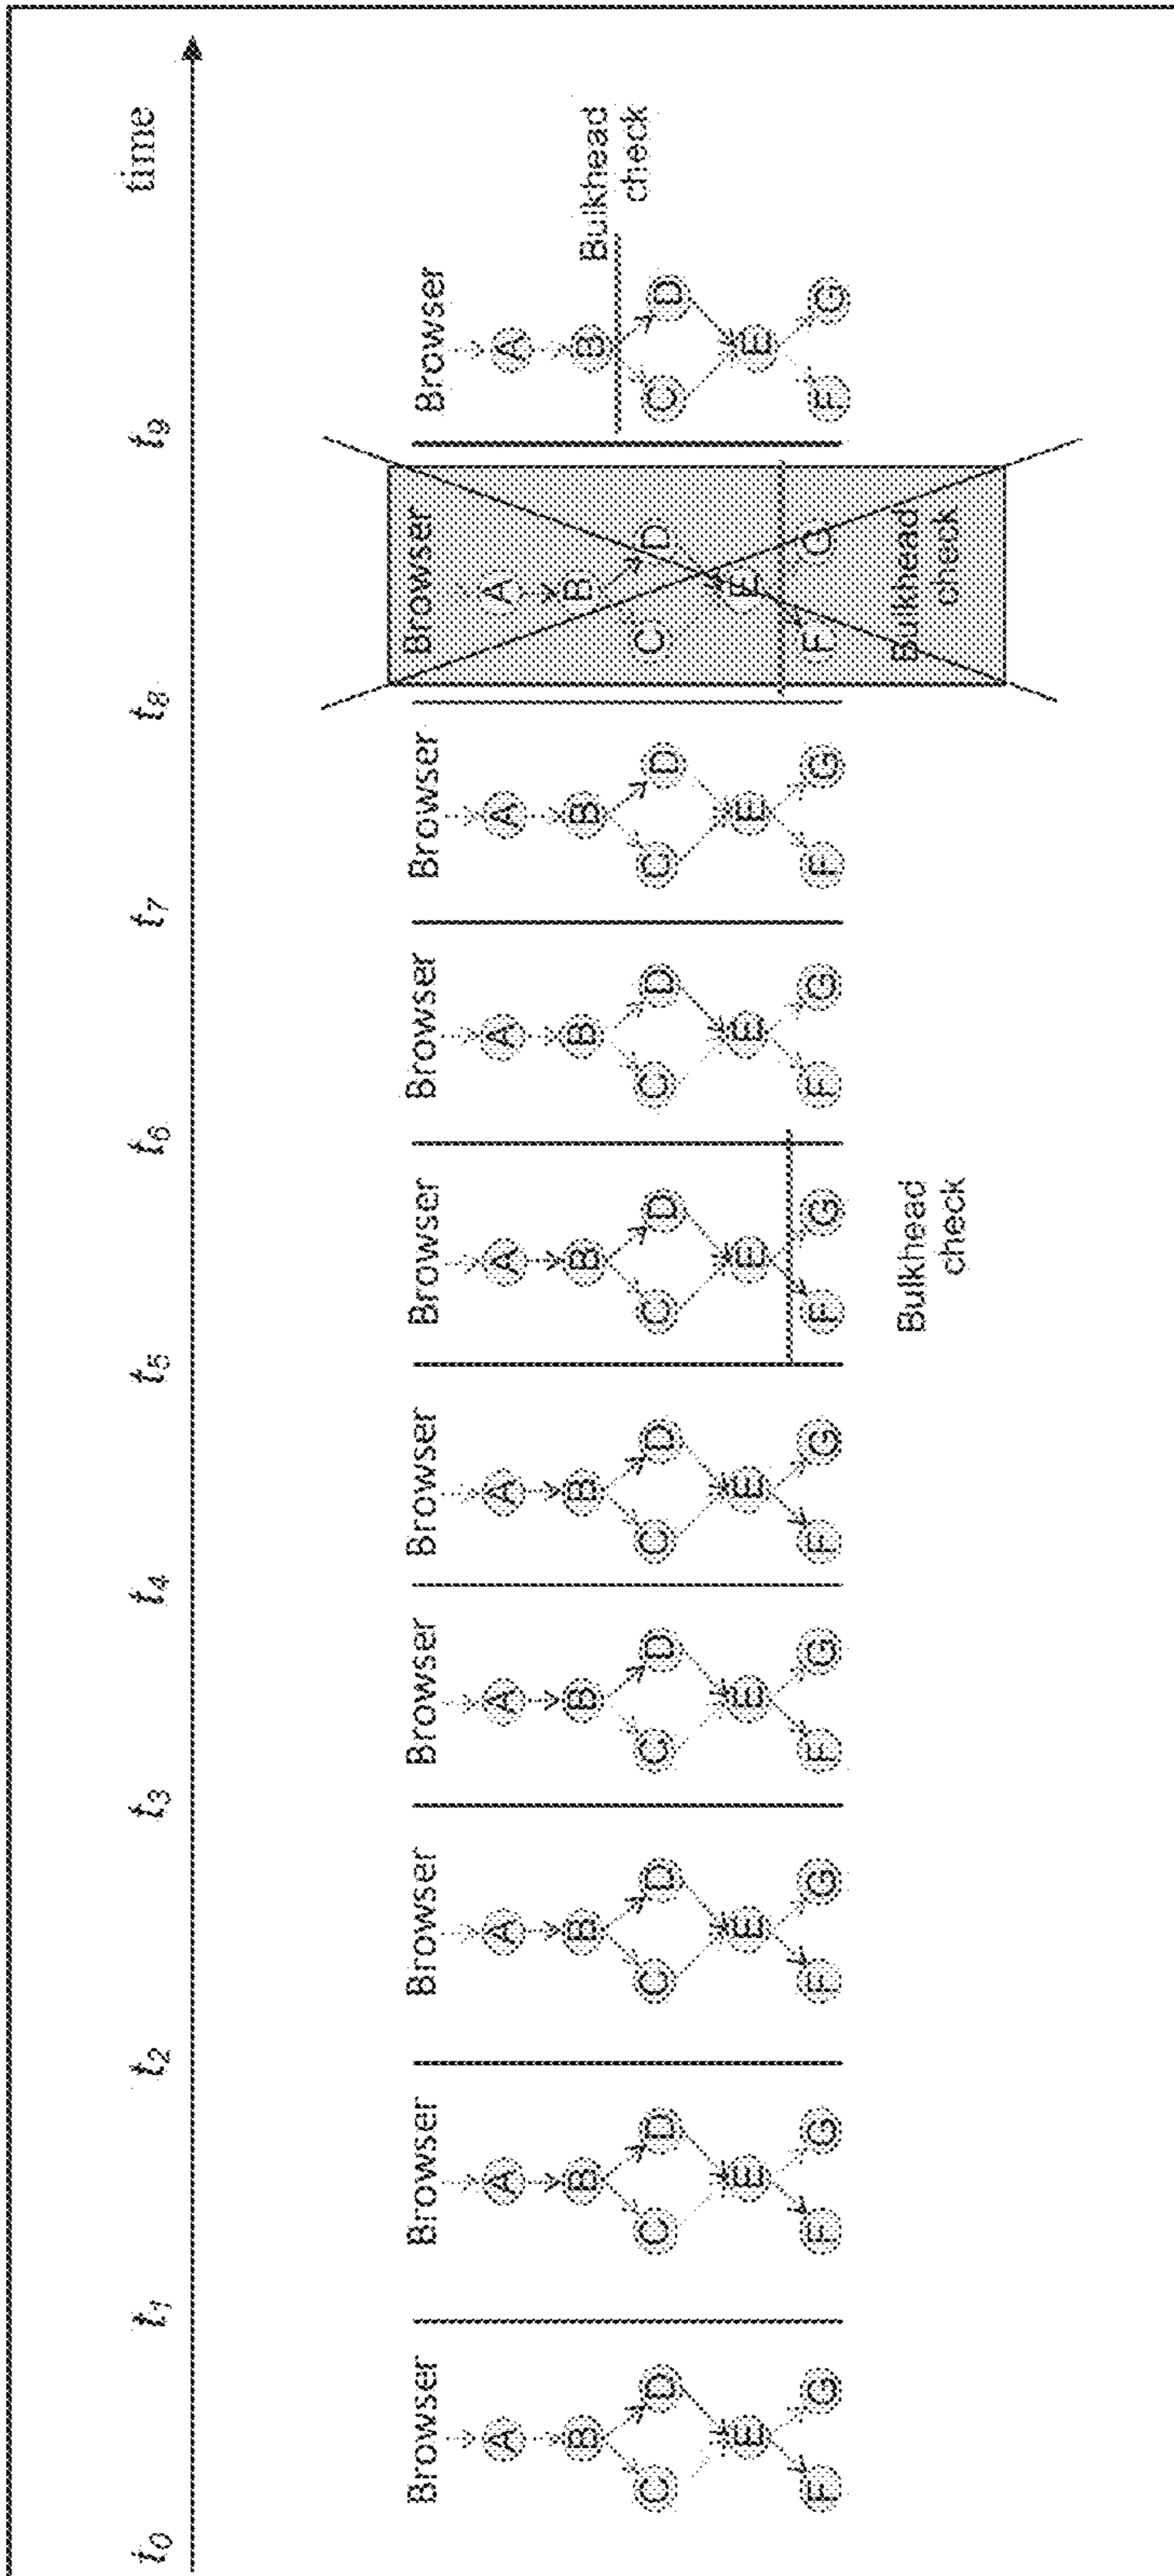 time
t0 t1 t2 t3 t4 t5 t6 t7 t8 t9
Browser Browser Browser Browser Browser Browser Browser Browser Browser Browser
A A A A A A A A A A
B B B B B B B B B B
Bulkhead
check
C D C D C D C D C D C D C D C D C D C D
E E E E E E E E E E
F G F G F G F G F G F G F G F G F G F G
Bulkhead Bulkhead
check check